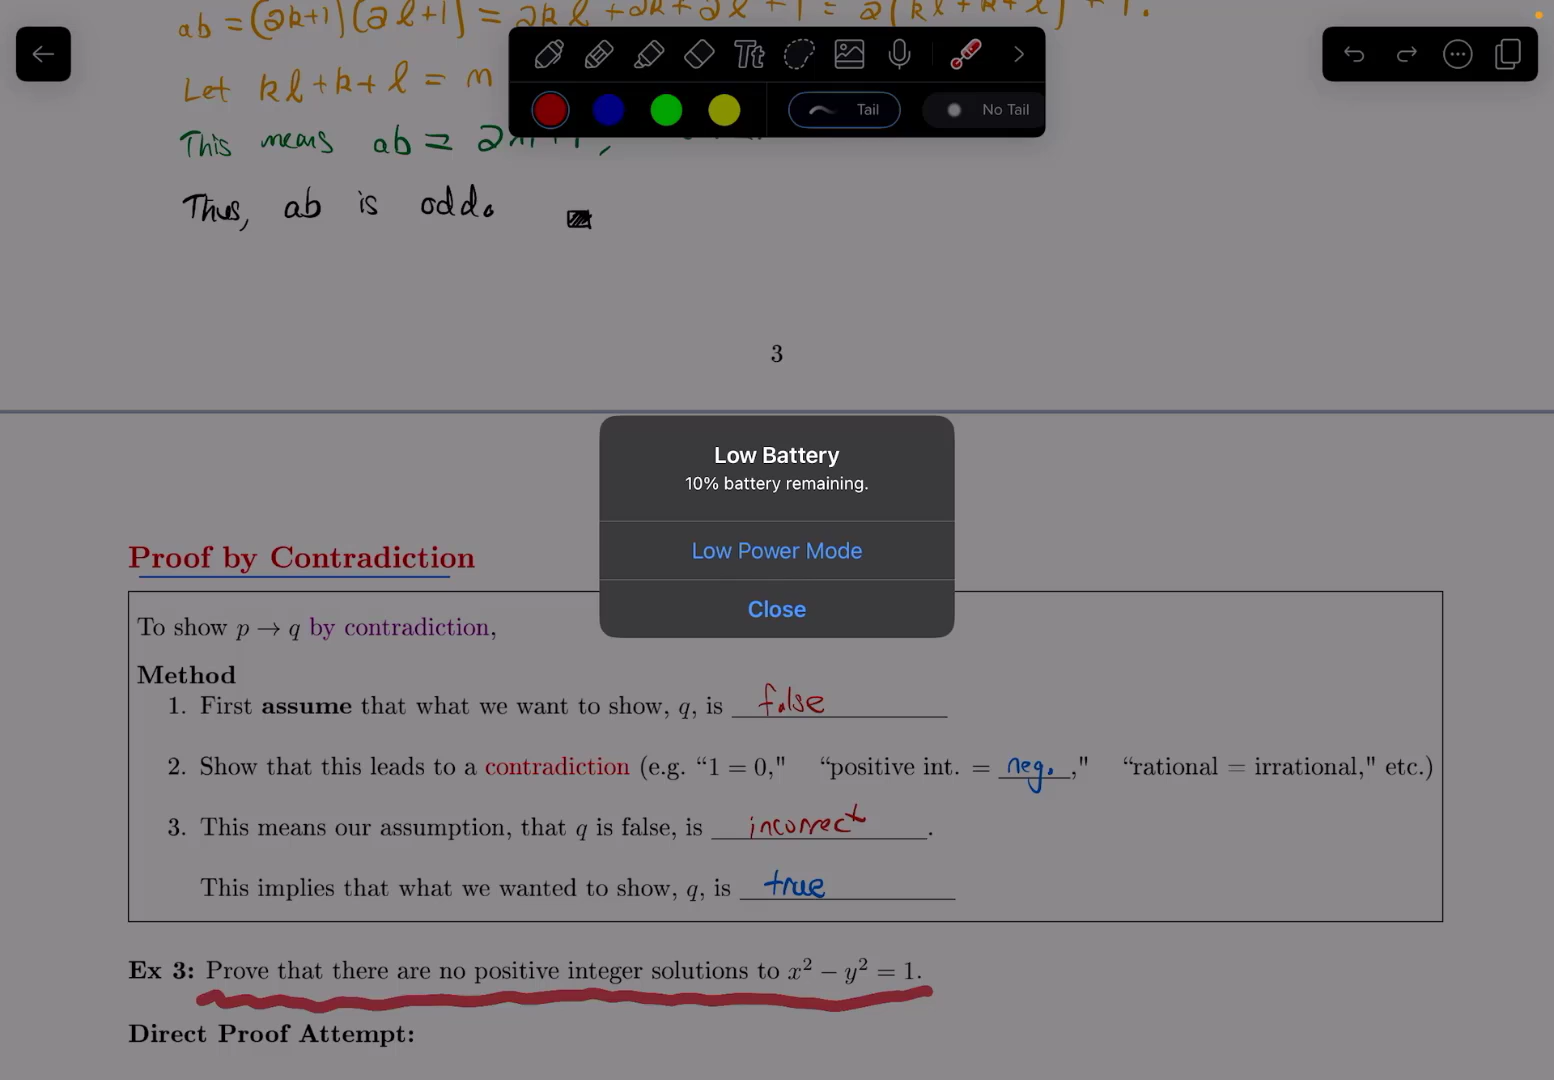 ab = (2k+1)(2l+1) = 2kl + 2k + 2l + 1 = 2(kl + k + l) + 1.
Let kl + k + l = m
This means ab = 2m+1,
Thus, ab is odd.
Tt
Tail
No Tail
3
Low Battery
10% battery remaining.
Low Power Mode
Close
Proof by Contradiction
To show p → q by contradiction,
Method
1. First assume that what we want to show, q, is false
2. Show that this leads to a contradiction (e.g. “1 = 0," “positive int. = neg.," “rational = irrational," etc.)
3. This means our assumption, that q is false, is incorrect.
This implies that what we wanted to show, q, is true
Ex 3: Prove that there are no positive integer solutions to x² − y² = 1.
Direct Proof Attempt: